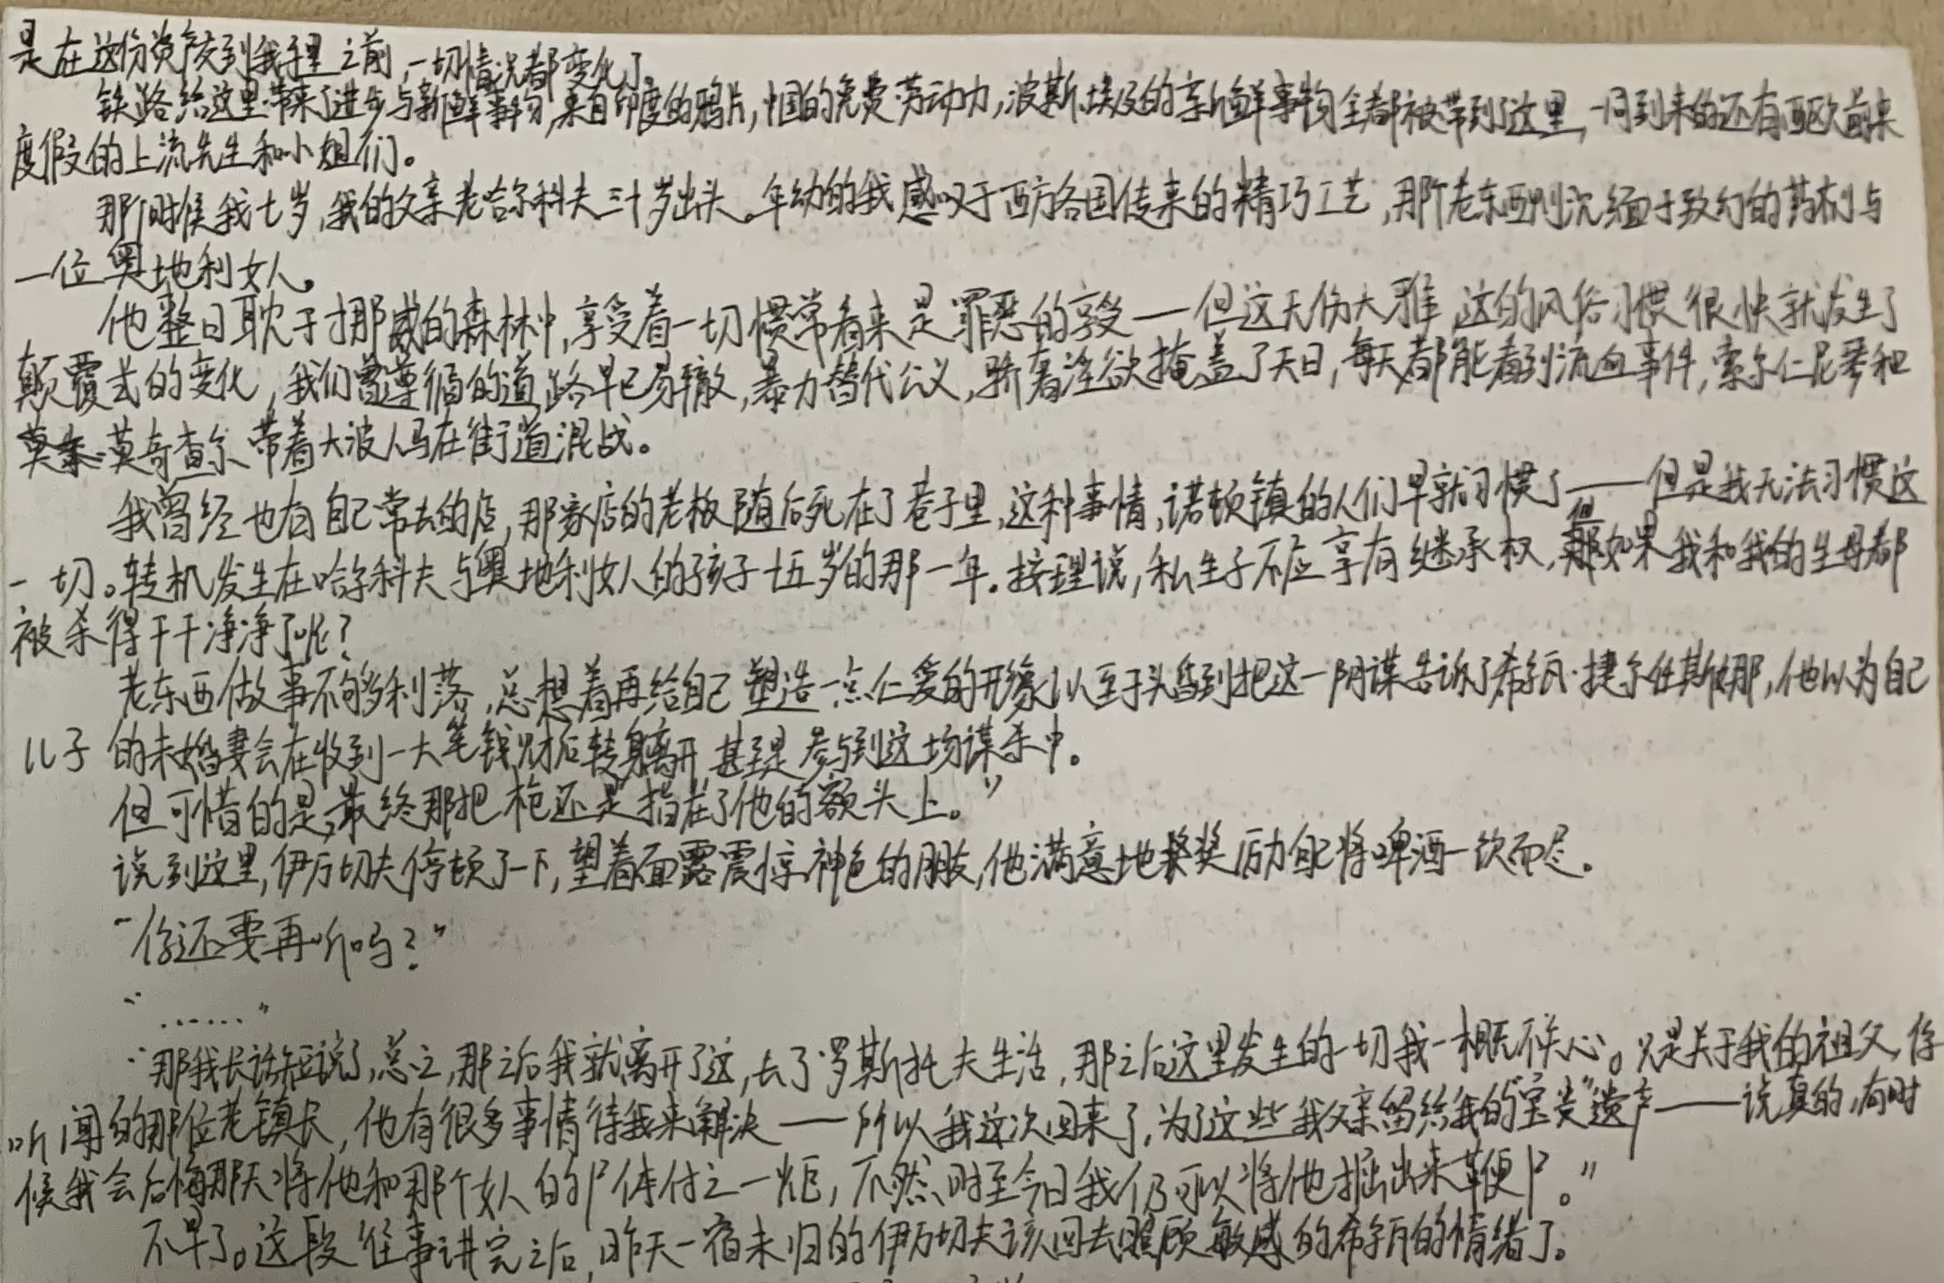 是在这份资产交到我手里之前,一切情况都变化了。
铁路给这里带来了进步与新鲜事物,来自印度的鸦片,中国的免费劳动力,波斯埃及的新鲜事物全都被带到了这里,一同到来的还有西欧前来
度假的上流先生和小姐们。
那个时候我七岁,我的父亲老哈尔科夫三十岁出头。年幼的我感叹于西方各国传来的精巧工艺,那个老东西则沉缅于致幻的药剂与
一位奥地利女人。
他整日耽于挪威的森林中,享受着一切惯常看来是罪恶的享受——但这无伤大雅,这的风俗习惯很快就发生了
颠覆式的变化,我们曾遵循的道路早已易辙,暴力替代公义,骄奢淫欲掩盖了天日,每天都能看到流血事件,索尔仁尼琴和
莫奇查尔带着大波人马在街道混战。
我曾经也有自己常去的店,那家店的老板随后死在了巷子里,这种事情,诺顿镇的人们早就习惯了——但是我无法习惯这
一切。转机发生在哈尔科夫与奥地利女人的孩子十五岁的那一年。按理说,私生子不应享有继承权,但如果我和我的生母都
被杀得干干净净了呢?
老东西做事不够利落,总想着再给自己塑造一点仁爱的形象以至于头昏到把这一阴谋告诉了希尔瓦·捷尔任斯娜,他以为自己
儿子的未婚妻会在收到一大笔钱财后转身离开,甚至是参与到这场谋杀中。
但可惜的是,最终那把枪还是指在了他的额头上。”
说到这里,伊万切夫停顿了一下,望着面露震惊神色的朋友,他满意地奖励自己将啤酒一饮而尽。
“你还要再听吗?”
“……”
“那我长话短说了,总之,那之后我就离开了这,去了罗斯托夫生活,那之后这里发生的一切我一概不关心。只是关于我的祖父,你
听闻的那位老镇长,他有很多事情待我来解决——所以我这次回来了,为了这些我父亲留给我的“宝贵”遗产——说真的,有时
候我会后悔那天将他和那个女人的尸体付之一炬,不然时至今日我仍可以将他掘出来鞭尸。”
不早了。这段往事讲完之后,昨天一宿未归的伊万切夫该回去照顾敏感的希尔瓦的情绪了。